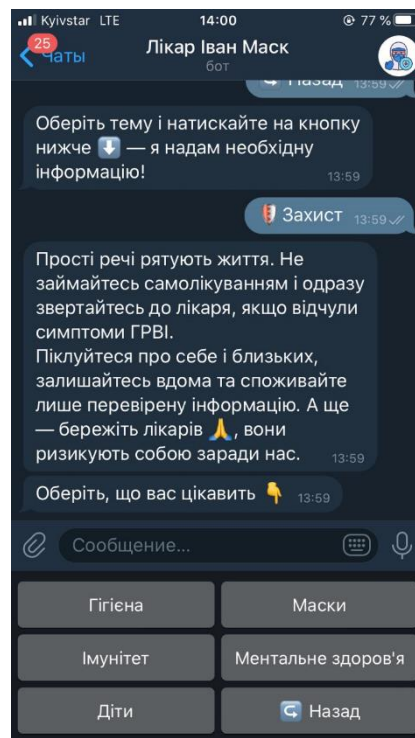 Kyivstar LTE 14:00 77 %
25
Чаты Лікар Іван Маск
бот
Назад 13:59
Оберіть тему і натискайте на кнопку
нижче ⬇️ — я надам необхідну
інформацію! 13:59
Захист 13:59
Прості речі рятують життя. Не
займайтесь самолікуванням і одразу
звертайтесь до лікаря, якщо відчули
симптоми ГРВІ.
Піклуйтеся про себе і близьких,
залишайтесь вдома та споживайте
лише перевірену інформацію. А ще
— бережіть лікарів 🙏, вони
ризикують собою заради нас. 13:59
Оберіть, що вас цікавить 👇 13:59
Сообщение...
Гігієна Маски
Імунітет Ментальне здоров'я
Діти Назад